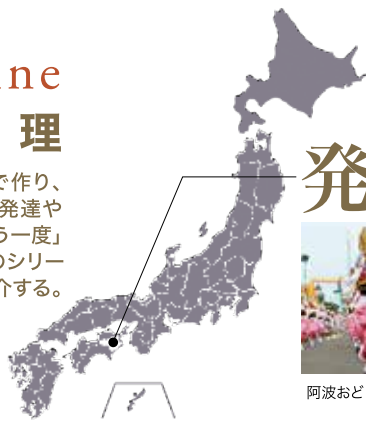 ine
理
で作り、
発達や
う一度」
のシリー
介する。
発
阿波おど